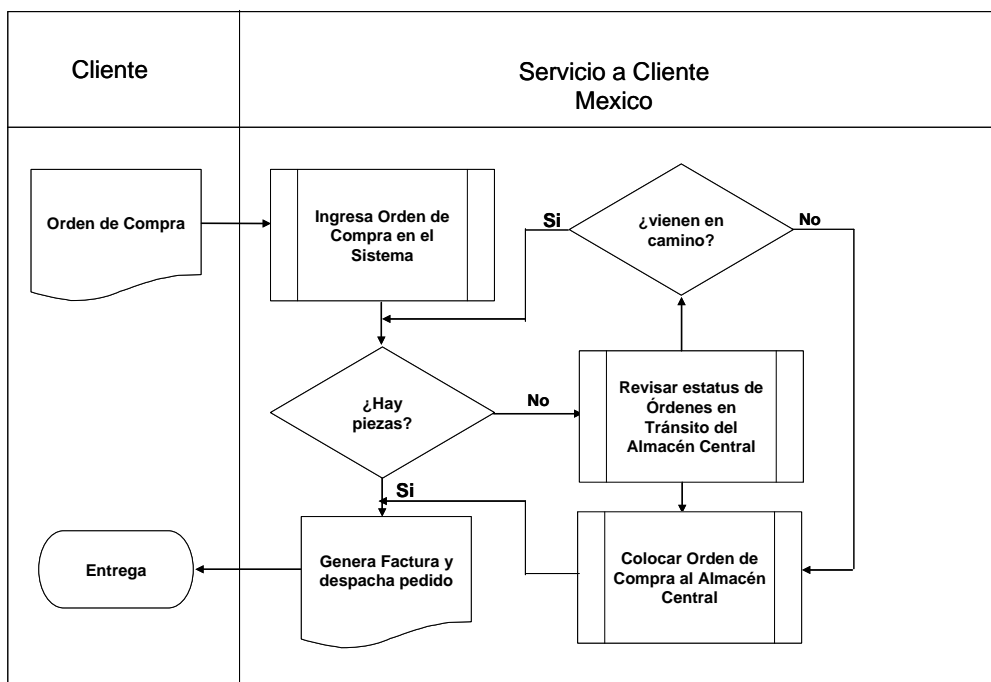 Cliente
Servicio a Cliente
Mexico
Orden de Compra
Ingresa Orden de
Compra en el
Sistema
Si
¿vienen en
camino?
No
¿Hay
piezas?
No
Revisar estatus de
Órdenes en
Tránsito del
Almacén Central
Si
Entrega
Genera Factura y
despacha pedido
Colocar Orden de
Compra al Almacén
Central